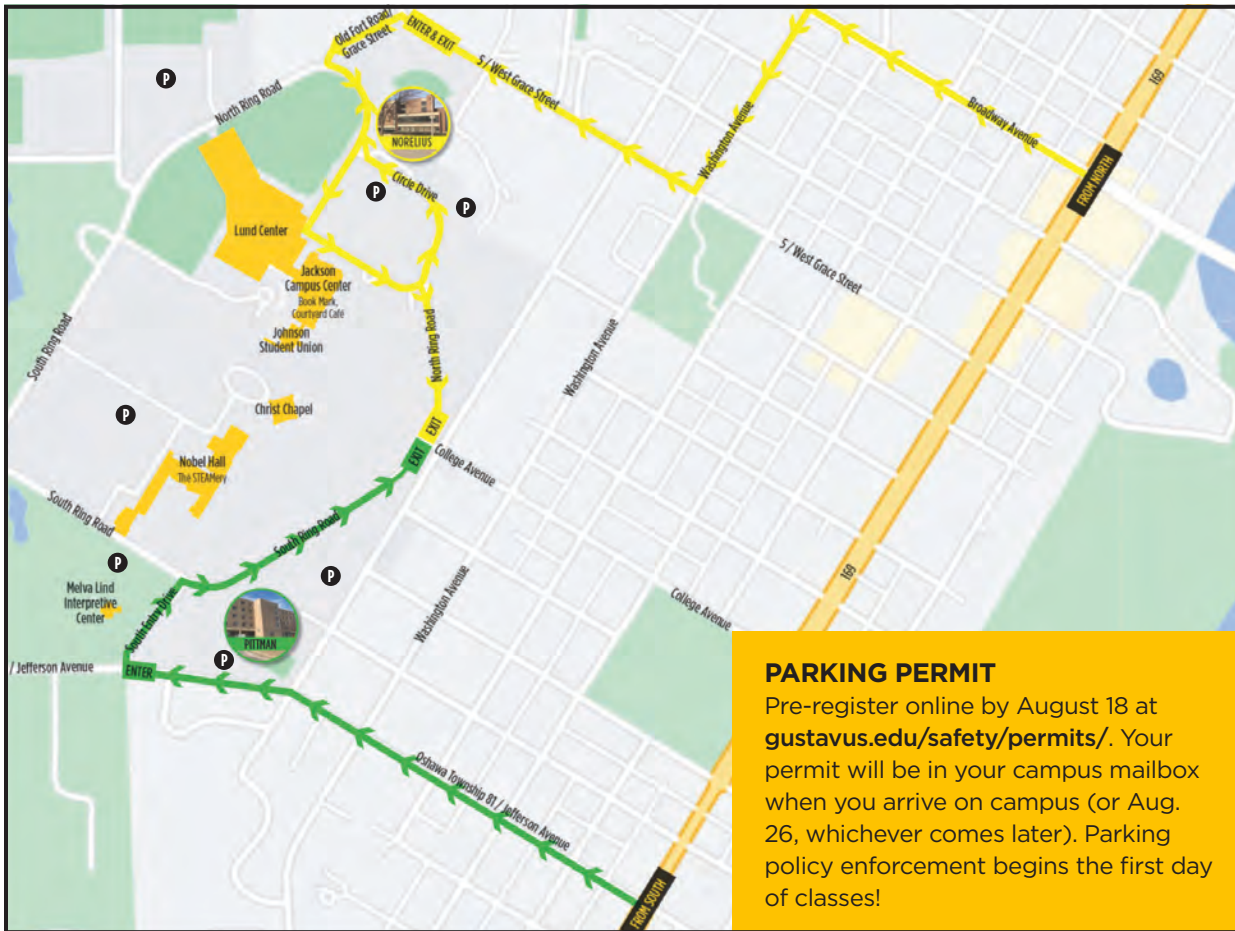 Old Fort Road/
Grace Street
ENTER & EXIT
S / West Grace Street
Washington Avenue
Broadway Avenue
169
FROM NORTH
P
North Ring Road
NORELIUS
Circle Drive
P
P
Lund Center
Jackson
Campus Center
Book Mark,
Courtyard Café
Johnson
Student Union
S / West Grace Street
Washington Avenue
South Ring Road
North Ring Road
Christ Chapel
P
EXIT
EXIT
College Avenue
Nobel Hall
The STEAMery
South Ring Road
South Ring Road
P
P
Melva Lind
Interpretive
Center
South Entry Drive
PITTMAN
Washington Avenue
College Avenue
169
/ Jefferson Avenue
ENTER
P
Oshawa Township 81 / Jefferson Avenue
FROM SOUTH
PARKING PERMIT
Pre-register online by August 18 at
gustavus.edu/safety/permits/. Your
permit will be in your campus mailbox
when you arrive on campus (or Aug.
26, whichever comes later). Parking
policy enforcement begins the first day
of classes!